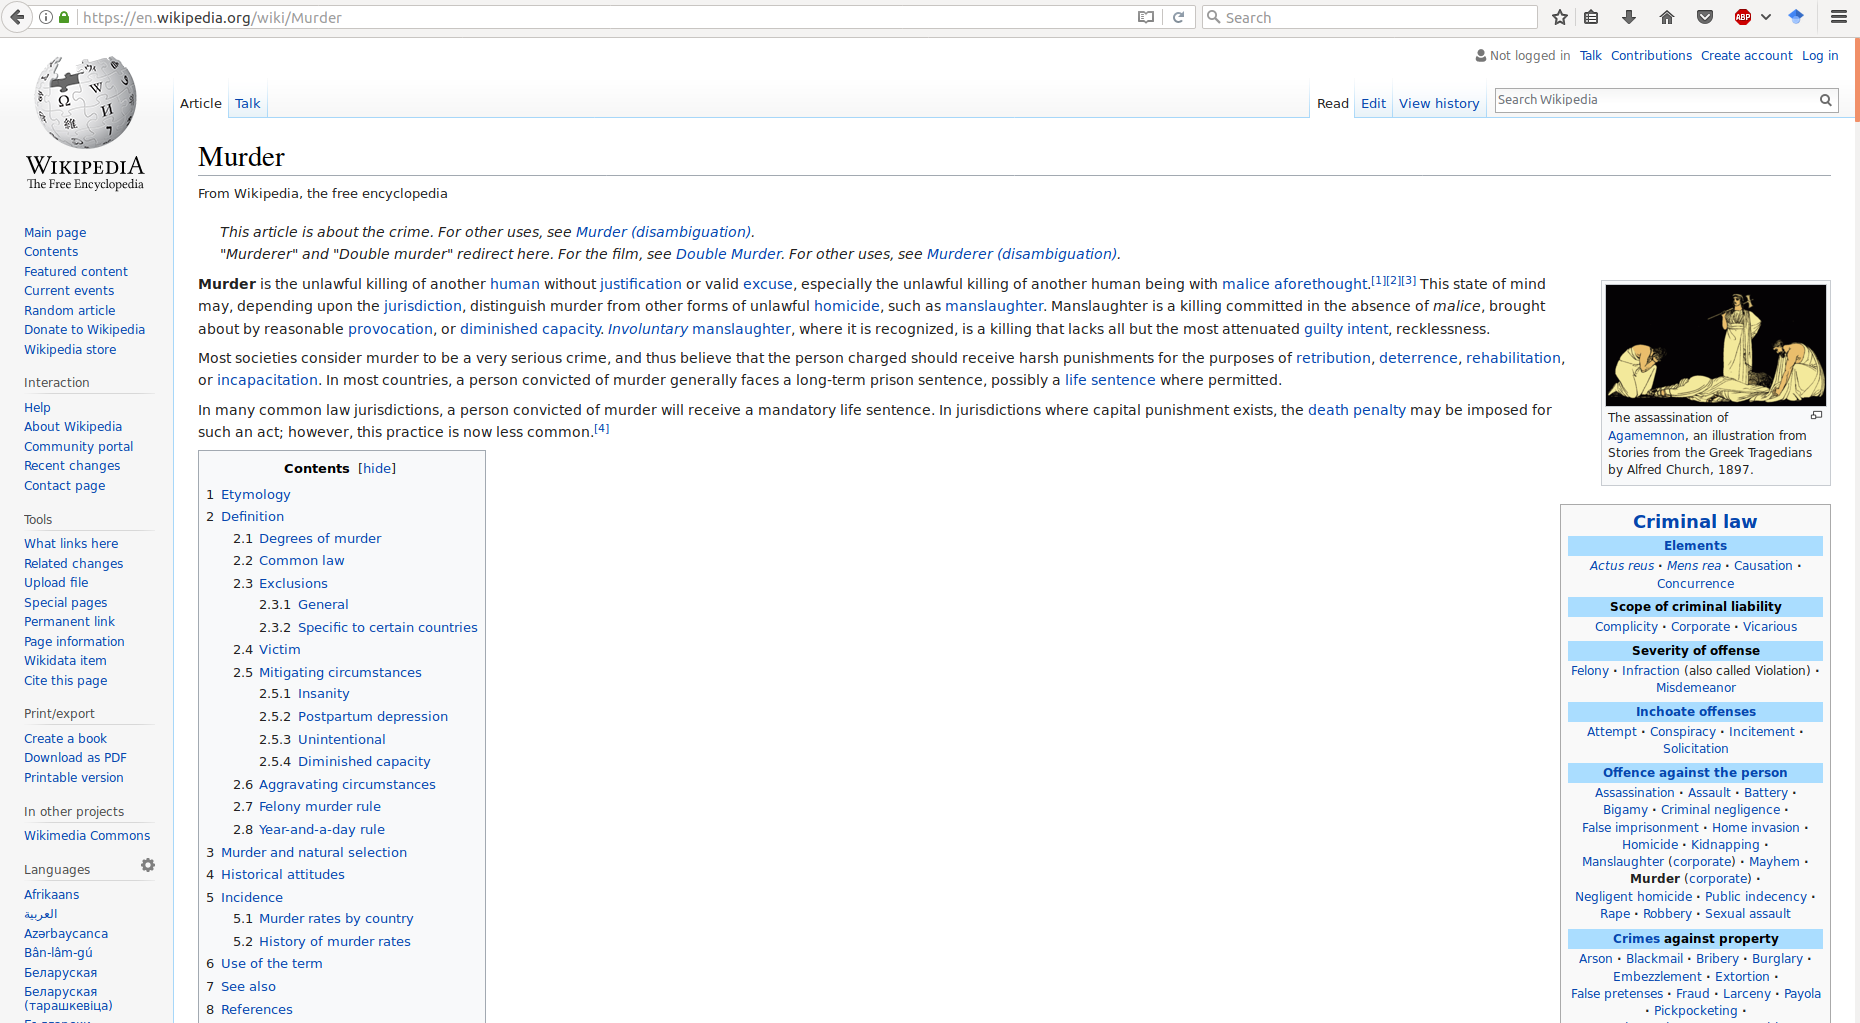 https://en.wikipedia.org/wiki/Murder
Search
ABP
Not logged in Talk Contributions Create account Log in
Article Talk
Read Edit View history
Search Wikipedia
WIKIPEDIA
The Free Encyclopedia
Main page
Contents
Featured content
Current events
Random article
Donate to Wikipedia
Wikipedia store
Interaction
Help
About Wikipedia
Community portal
Recent changes
Contact page
Tools
What links here
Related changes
Upload file
Special pages
Permanent link
Page information
Wikidata item
Cite this page
Print/export
Create a book
Download as PDF
Printable version
In other projects
Wikimedia Commons
Languages
Afrikaans
العربية
Azərbaycanca
Bân-lâm-gú
Беларуская
Беларуская
(тарашкевіца)
Murder
From Wikipedia, the free encyclopedia
This article is about the crime. For other uses, see Murder (disambiguation).
"Murderer" and "Double murder" redirect here. For the film, see Double Murder. For other uses, see Murderer (disambiguation).
Murder is the unlawful killing of another human without justification or valid excuse, especially the unlawful killing of another human being with malice aforethought.[1][2][3] This state of mind
may, depending upon the jurisdiction, distinguish murder from other forms of unlawful homicide, such as manslaughter. Manslaughter is a killing committed in the absence of malice, brought
about by reasonable provocation, or diminished capacity. Involuntary manslaughter, where it is recognized, is a killing that lacks all but the most attenuated guilty intent, recklessness.
Most societies consider murder to be a very serious crime, and thus believe that the person charged should receive harsh punishments for the purposes of retribution, deterrence, rehabilitation,
or incapacitation. In most countries, a person convicted of murder generally faces a long-term prison sentence, possibly a life sentence where permitted.
In many common law jurisdictions, a person convicted of murder will receive a mandatory life sentence. In jurisdictions where capital punishment exists, the death penalty may be imposed for
such an act; however, this practice is now less common.[4]
Contents [hide]
1 Etymology
2 Definition
2.1 Degrees of murder
2.2 Common law
2.3 Exclusions
2.3.1 General
2.3.2 Specific to certain countries
2.4 Victim
2.5 Mitigating circumstances
2.5.1 Insanity
2.5.2 Postpartum depression
2.5.3 Unintentional
2.5.4 Diminished capacity
2.6 Aggravating circumstances
2.7 Felony murder rule
2.8 Year-and-a-day rule
3 Murder and natural selection
4 Historical attitudes
5 Incidence
5.1 Murder rates by country
5.2 History of murder rates
6 Use of the term
7 See also
8 References
The assassination of
Agamemnon, an illustration from
Stories from the Greek Tragedians
by Alfred Church, 1897.
Criminal law
Elements
Actus reus · Mens rea · Causation ·
Concurrence
Scope of criminal liability
Complicity · Corporate · Vicarious
Severity of offense
Felony · Infraction (also called Violation) ·
Misdemeanor
Inchoate offenses
Attempt · Conspiracy · Incitement ·
Solicitation
Offence against the person
Assassination · Assault · Battery ·
Bigamy · Criminal negligence ·
False imprisonment · Home invasion ·
Homicide · Kidnapping ·
Manslaughter (corporate) · Mayhem ·
Murder (corporate) ·
Negligent homicide · Public indecency ·
Rape · Robbery · Sexual assault
Crimes against property
Arson · Blackmail · Bribery · Burglary ·
Embezzlement · Extortion ·
False pretenses · Fraud · Larceny · Payola
· Pickpocketing ·